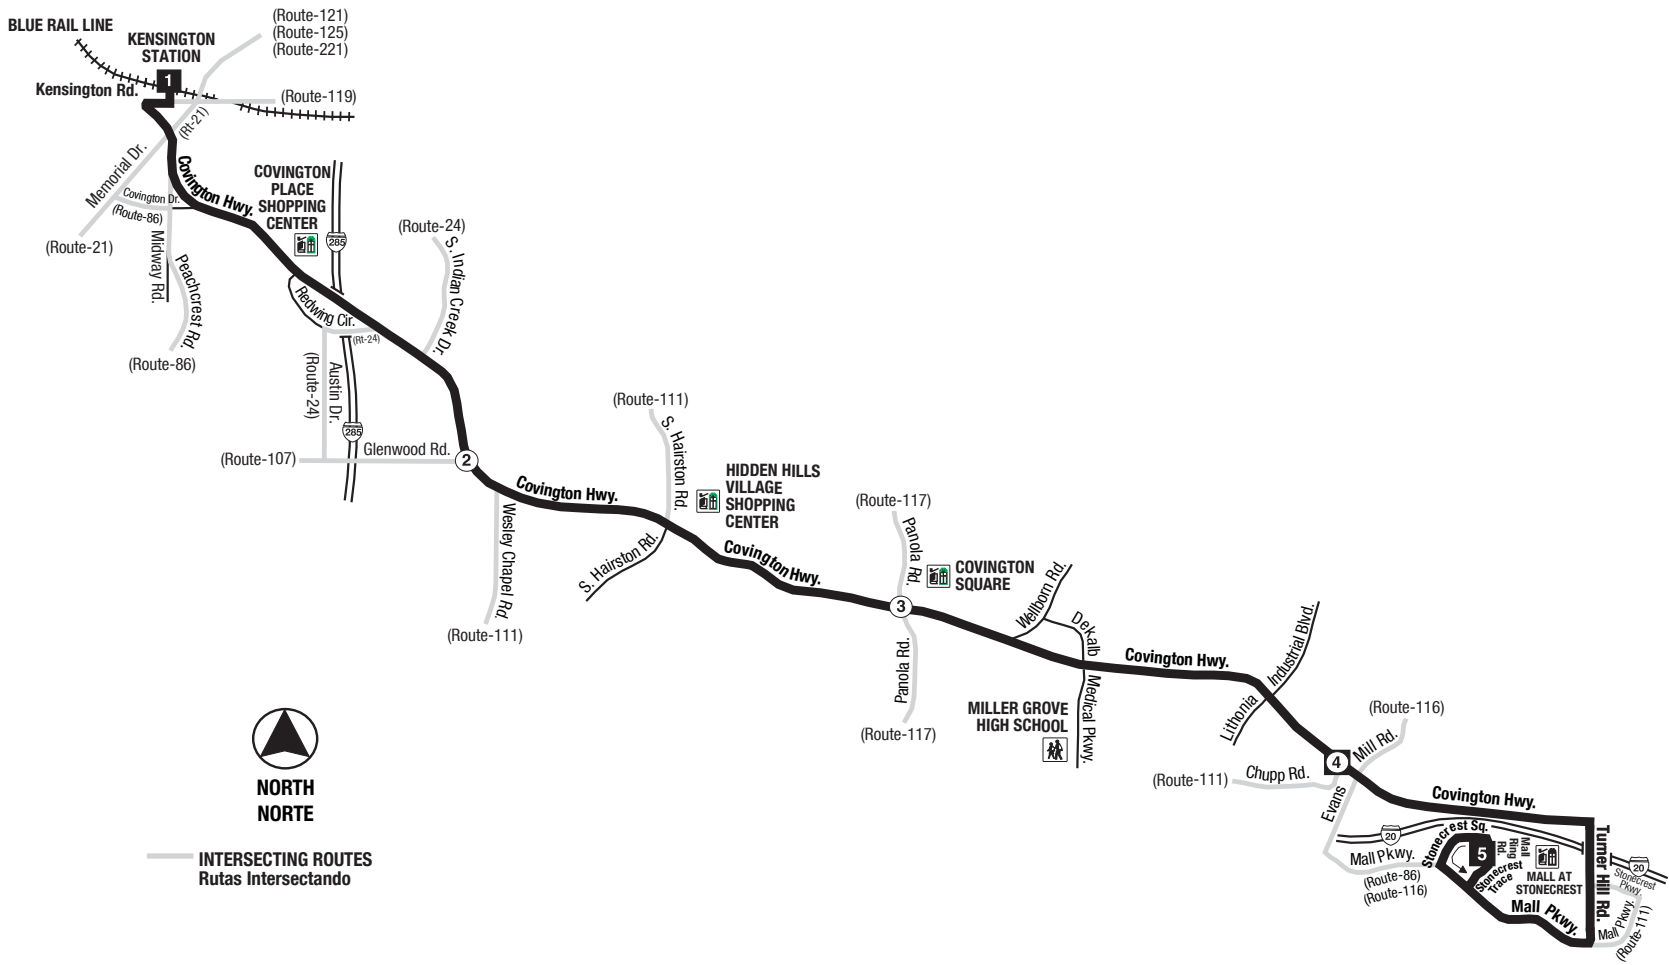 BLUE RAIL LINE
KENSINGTON
STATION
1
Kensington Rd.
(Route-121)
(Route-125)
(Route-221)
(Route-119)
(Rt-21)
Memorial Dr.
Covington Hwy.
Covington Dr.
(Route-86)
(Route-21)
Midway Rd.
Peachcrest Rd.
(Route-86)
COVINGTON
PLACE
SHOPPING
CENTER
285
(Route-24)
S. Indian Creek Dr.
Redwing Cir.
(Rt-24)
Austin Dr.
(Route-24)
285
(Route-107)
Glenwood Rd.
2
Covington Hwy.
Wesley Chapel Rd.
(Route-111)
(Route-111)
S. Hairston Rd.
S. Hairston Rd.
HIDDEN HILLS
VILLAGE
SHOPPING
CENTER
Covington Hwy.
(Route-117)
Panola Rd.
COVINGTON
SQUARE
3
Panola Rd.
(Route-117)
Wellborn Rd.
Dekalb
Medical Pkwy.
MILLER GROVE
HIGH SCHOOL
Covington Hwy.
Lithonia
Industrial Blvd.
(Route-116)
Mill Rd.
4
Chupp Rd.
(Route-111)
Evans
Covington Hwy.
20
Stonecrest Sq.
Mall Pkwy.
(Route-86)
(Route-116)
5
Mall
Ring
Rd.
Stonecrest
Trace
MALL AT
STONECREST
Turner Hill Rd.
20
Stonecrest
Pkwy.
Mall Pkwy.
Mall Pkwy.
(Route-111)
NORTH
NORTE
INTERSECTING ROUTES
Rutas Intersectando